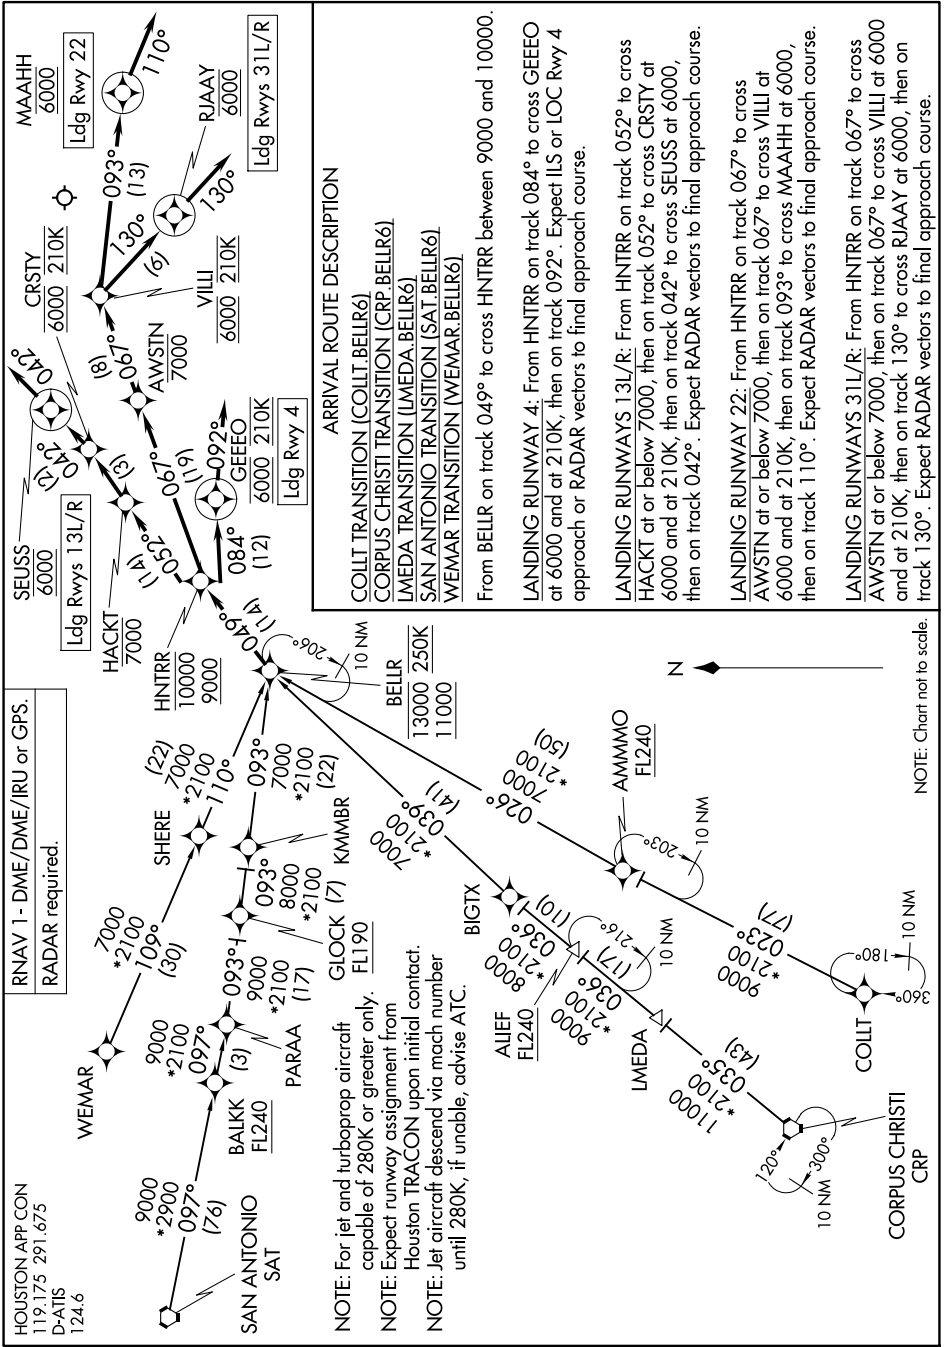 HOUSTON APP CON
119.175 291.675
D-ATIS
124.6
RNAV 1 - DME/DME/IRU or GPS.
RADAR required.
WEMAR
7000
*2100
109°
(30)
SHERE
(22)
7000
*2100
110°
SAN ANTONIO
SAT
9000
*2900
097°
(76)
BALKK
FL240
9000
*2100
097°
(3)
PARAA
093°
9000
*2100
(17)
GLOCK
FL190
093°
8000
*2100
(7)
KMMBR
093°
7000
*2100
(22)
NOTE: For jet and turboprop aircraft
capable of 280K or greater only.
NOTE: Expect runway assignment from
Houston TRACON upon initial contact.
NOTE: Jet aircraft descend via mach number
until 280K, if unable, advise ATC.
CORPUS CHRISTI
CRP
120°
300°
10 NM
11000
*2100
035°
(43)
LMEDA
9000
*2100
036°
(17)
ALIEF
FL240
216°
10 NM
8000
*2100
036°
(10)
BIGTX
7000
*2100
039°
(41)
COLLT
360°
180°
10 NM
9000
*2100
023°
(77)
AMMMO
FL240
203°
10 NM
7000
*2100
026°
(50)
BELLR
13000 250K
11000
206°
10 NM
049°
(14)
HNTRR
10000
9000
N
NOTE: Chart not to scale.
HACKT
7000
052°
(14)
(3)
CRSTY
6000 210K
SEUSS
6000
Ldg Rwys 13L/R
042°
(2)
042°
067°
(19)
AWSTN
7000
067°
(8)
VILLI
6000 210K
084°
(12)
GEEEO
6000 210K
Ldg Rwy 4
092°
093°
(13)
MAAHH
6000
Ldg Rwy 22
110°
130°
(6)
RJAAY
6000
Ldg Rwys 31L/R
130°
ARRIVAL ROUTE DESCRIPTION
COLLT TRANSITION (COLLT.BELLR6)
CORPUS CHRISTI TRANSITION (CRP.BELLR6)
LMEDA TRANSITION (LMEDA.BELLR6)
SAN ANTONIO TRANSITION (SAT.BELLR6)
WEMAR TRANSITION (WEMAR.BELLR6)
From BELLR on track 049° to cross HNTRR between 9000 and 10000.
LANDING RUNWAY 4: From HNTRR on track 084° to cross GEEEO
at 6000 and at 210K, then on track 092°. Expect ILS or LOC Rwy 4
approach or RADAR vectors to final approach course.
LANDING RUNWAYS 13L/R: From HNTRR on track 052° to cross
HACKT at or below 7000, then on track 052° to cross CRSTY at
6000 and at 210K, then on track 042° to cross SEUSS at 6000,
then on track 042°. Expect RADAR vectors to final approach course.
LANDING RUNWAY 22: From HNTRR on track 067° to cross
AWSTN at or below 7000, then on track 067° to cross VILLI at
6000 and at 210K, then on track 093° to cross MAAHH at 6000,
then on track 110°. Expect RADAR vectors to final approach course.
LANDING RUNWAYS 31L/R: From HNTRR on track 067° to cross
AWSTN at or below 7000, then on track 067° to cross VILLI at 6000
and at 210K, then on track 130° to cross RJAAY at 6000, then on
track 130°. Expect RADAR vectors to final approach course.